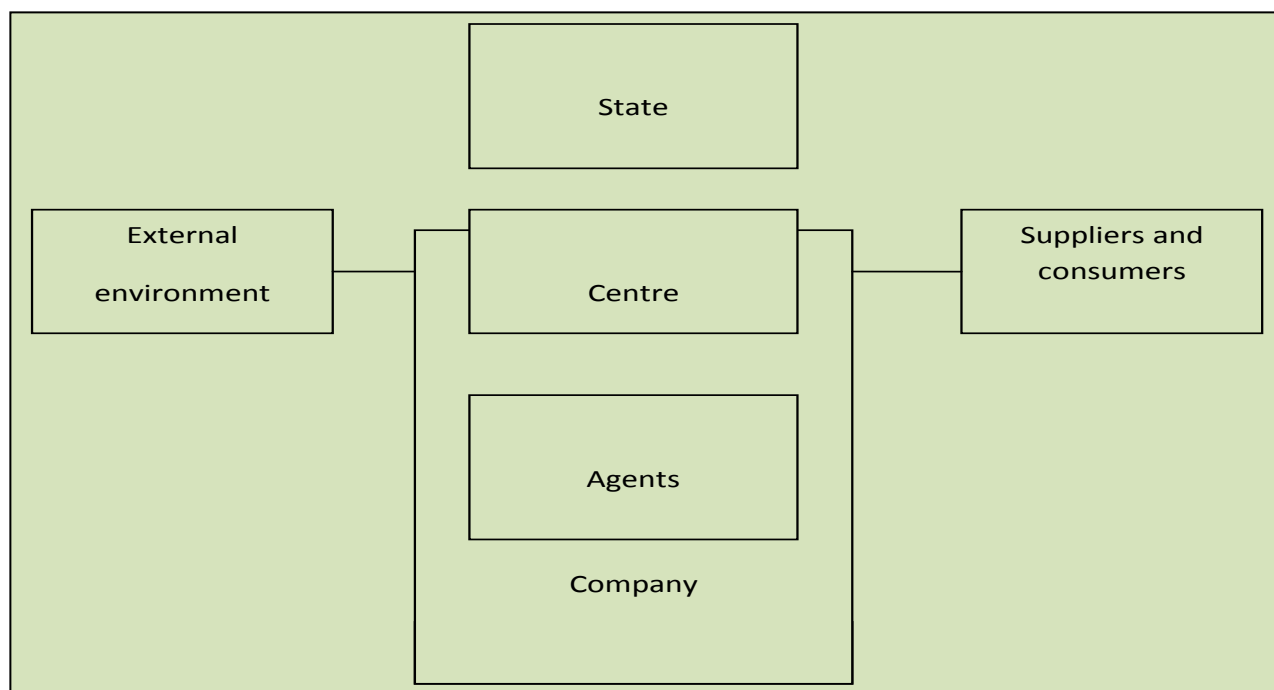 State
External
environment
Centre
Suppliers and
consumers
Agents
Company